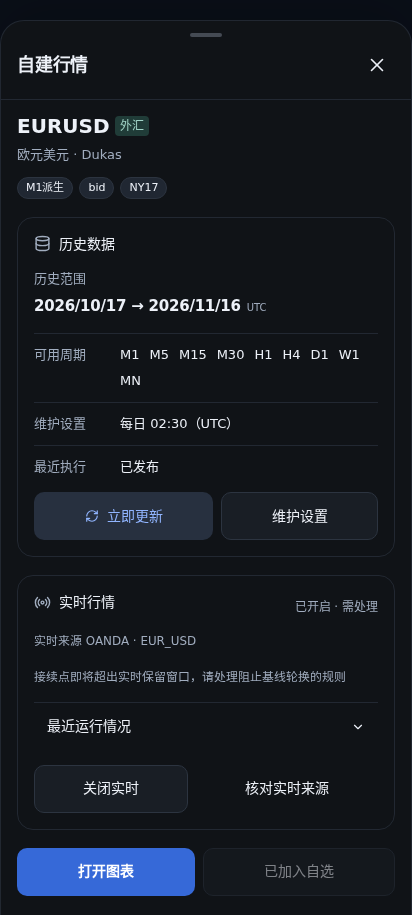 自建行情
EURUSD 外汇
欧元美元 · Dukas
M1派生 bid NY17
历史数据
历史范围
2026/10/17 → 2026/11/16 UTC
可用周期 M1 M5 M15 M30 H1 H4 D1 W1
MN
维护设置 每日 02:30（UTC）
最近执行 已发布
立即更新 维护设置
实时行情 已开启 · 需处理
实时来源 OANDA · EUR_USD
接续点即将超出实时保留窗口，请处理阻止基线轮换的规则
最近运行情况
关闭实时 核对实时来源
打开图表 已加入自选